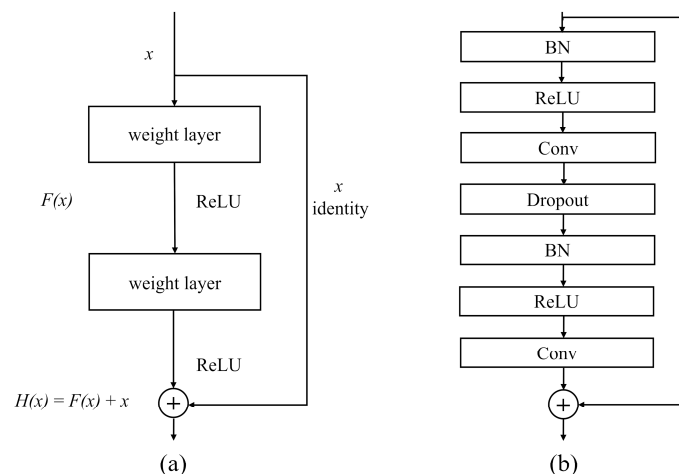 x
weight layer
F(x)
ReLU
x
identity
weight layer
ReLU
H(x) = F(x) + x
+
(a)
BN
ReLU
Conv
Dropout
BN
ReLU
Conv
+
(b)